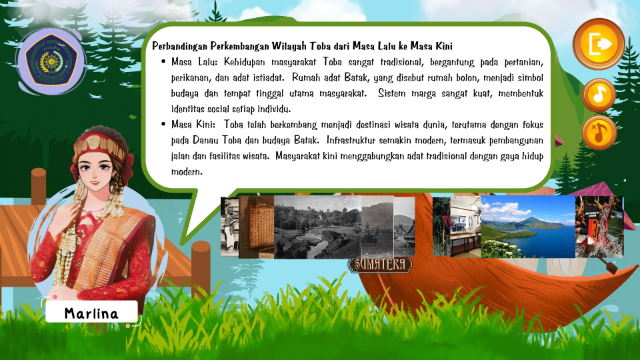 Perbandingan Perkembangan Wilayah Toba dari Masa Lalu ke Masa Kini
• Masa Lalu: Kehidupan masyarakat Toba sangat tradisional, bergantung pada pertanian,
perikanan, dan adat istiadat. Rumah adat Batak, yang disebut rumah bolon, menjadi simbol
budaya dan tempat tinggal utama masyarakat. Sistem marga sangat kuat, membentuk
identitas sosial setiap individu.
• Masa Kini: Toba telah berkembang menjadi destinasi wisata dunia, terutama dengan fokus
pada Danau Toba dan budaya Batak. Infrastruktur semakin modern, termasuk pembangunan
jalan dan fasilitas wisata. Masyarakat kini menggabungkan adat tradisional dengan gaya hidup
modern.
SUMATERA
Marlina